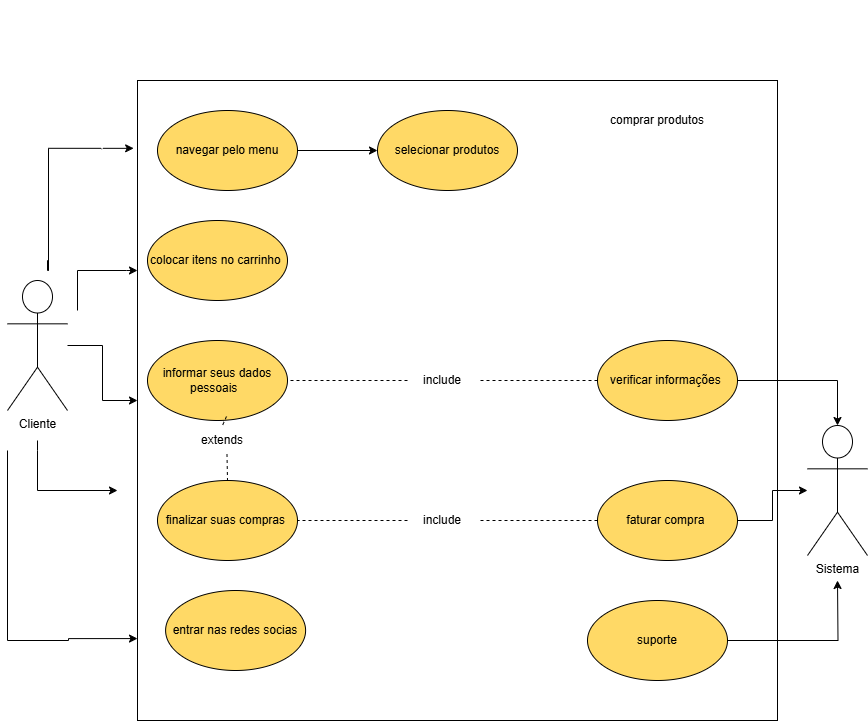 comprar produtos
navegar pelo menu
selecionar produtos
colocar itens no carrinho
informar seus dados
pessoais
include
verificar informações
Cliente
extends
finalizar suas compras
include
faturar compra
Sistema
entrar nas redes socias
suporte